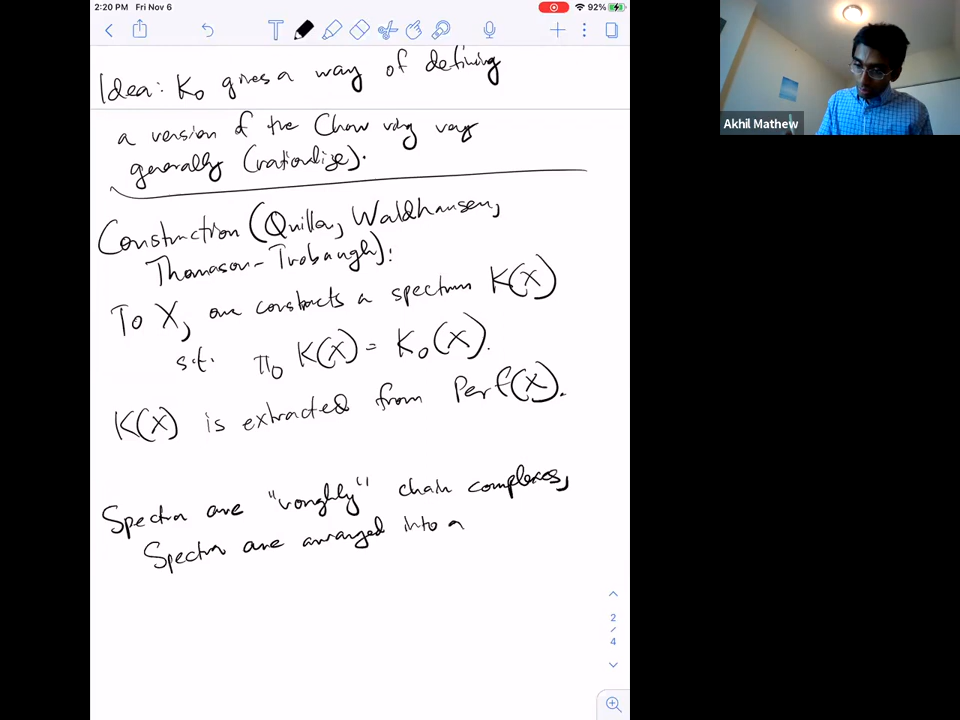 2:20 PM Fri Nov 6
92%
T
Idea: K₀ gives a way of defining
a version of the Chow ring very
generally (rationalize).
Construction (Quillen, Waldhausen,
Thomason-Trobaugh):
To X, one constructs a spectrum K(X)
s.t. π₀ K(X) = K₀(X).
K(X) is extracted from Perf(X).
Spectra are "roughly" chain complexes,
Spectra are arranged into a
2
4
Akhil Mathew